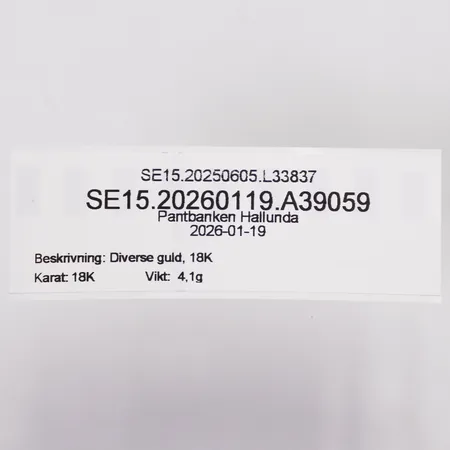 SE15.20250605.L33837
SE15.20260119.A39059
Pantbanken Hallunda
2026-01-19
Beskrivning: Diverse guld, 18K
Karat: 18K Vikt: 4,1g